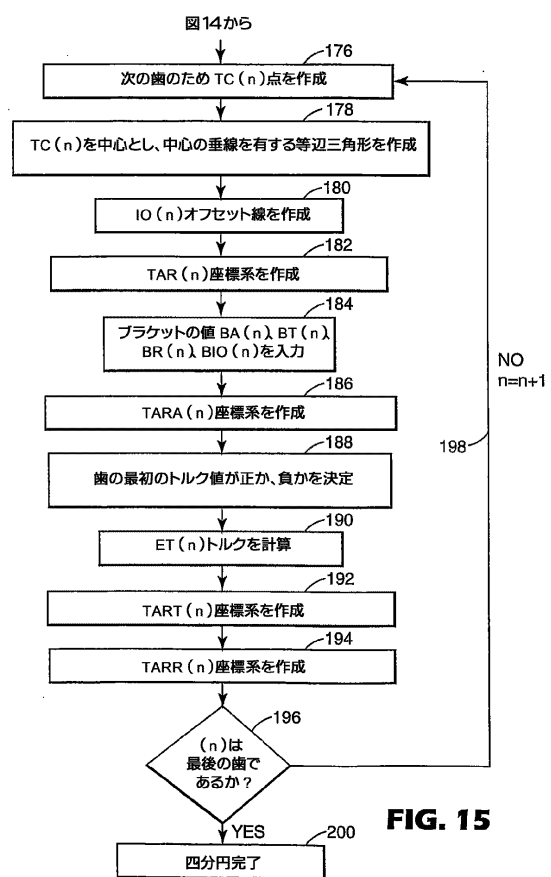 図14から
176
次の歯のため TC(n)点を作成
178
TC(n)を中心とし、中心の垂線を有する等辺三角形を作成
180
IO(n)オフセット線を作成
182
TAR(n)座標系を作成
184
ブラケットの値 BA(n)、BT(n)、
BR(n)、BIO(n)を入力
186
TARA(n)座標系を作成
188
歯の最初のトルク値が正か、負かを決定
190
ET(n)トルクを計算
192
TART(n)座標系を作成
194
TARR(n)座標系を作成
196
(n)は
最後の歯で
あるか?
NO
n=n+1
198
YES
200
四分円完了
FIG. 15